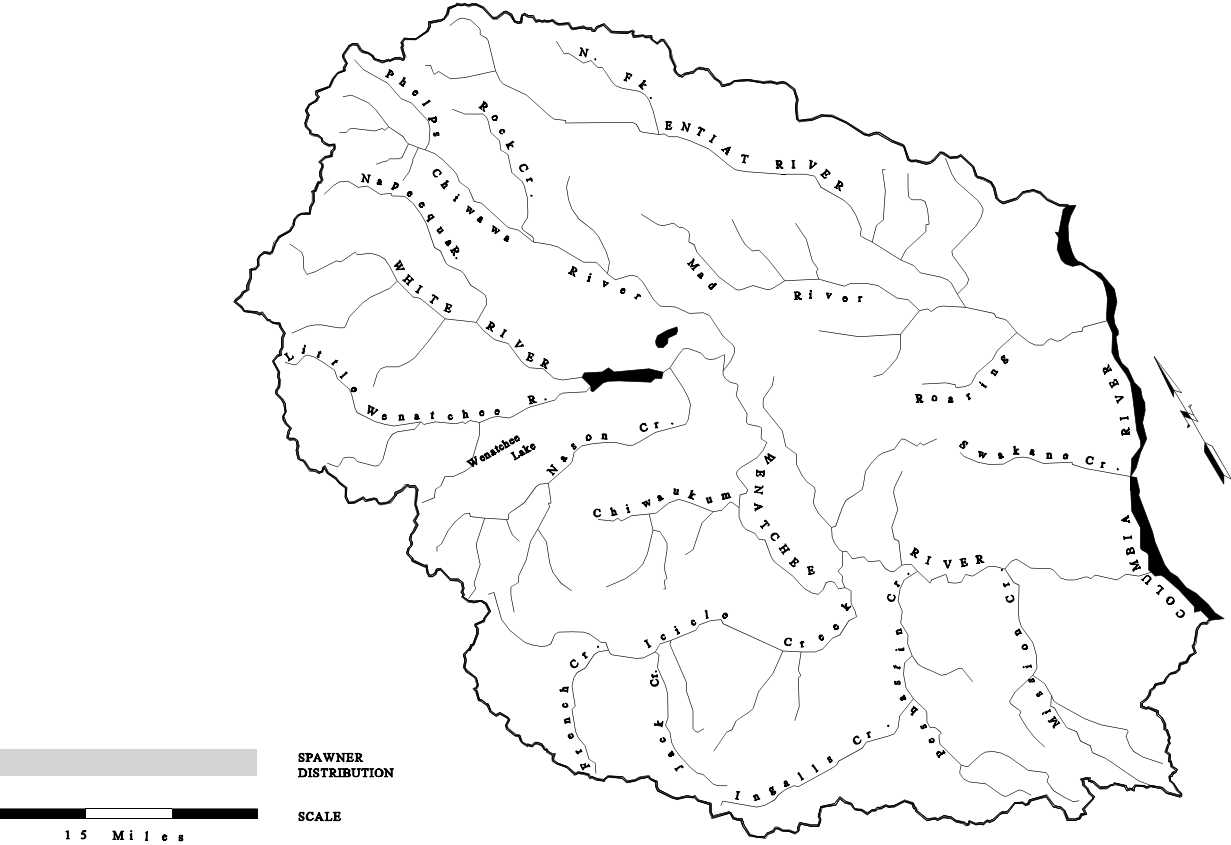 N. Fk.
Phelps
Rock Cr.
ENTIAT RIVER
Napeequa R.
Chiwawa River
Mad River
WHITE RIVER
Little Wenatchee R.
Roaring
COLUMBIA RIVER
Wenatchee
Lake
Nason Cr.
Swakane Cr.
Chiwaukum
WENATCHEE RIVER
Icicle Creek
French Cr.
Jack Cr.
Ingalls Cr.
Pesbastin Cr.
Mission Cr.
SPAWNER
DISTRIBUTION
SCALE
15 Miles